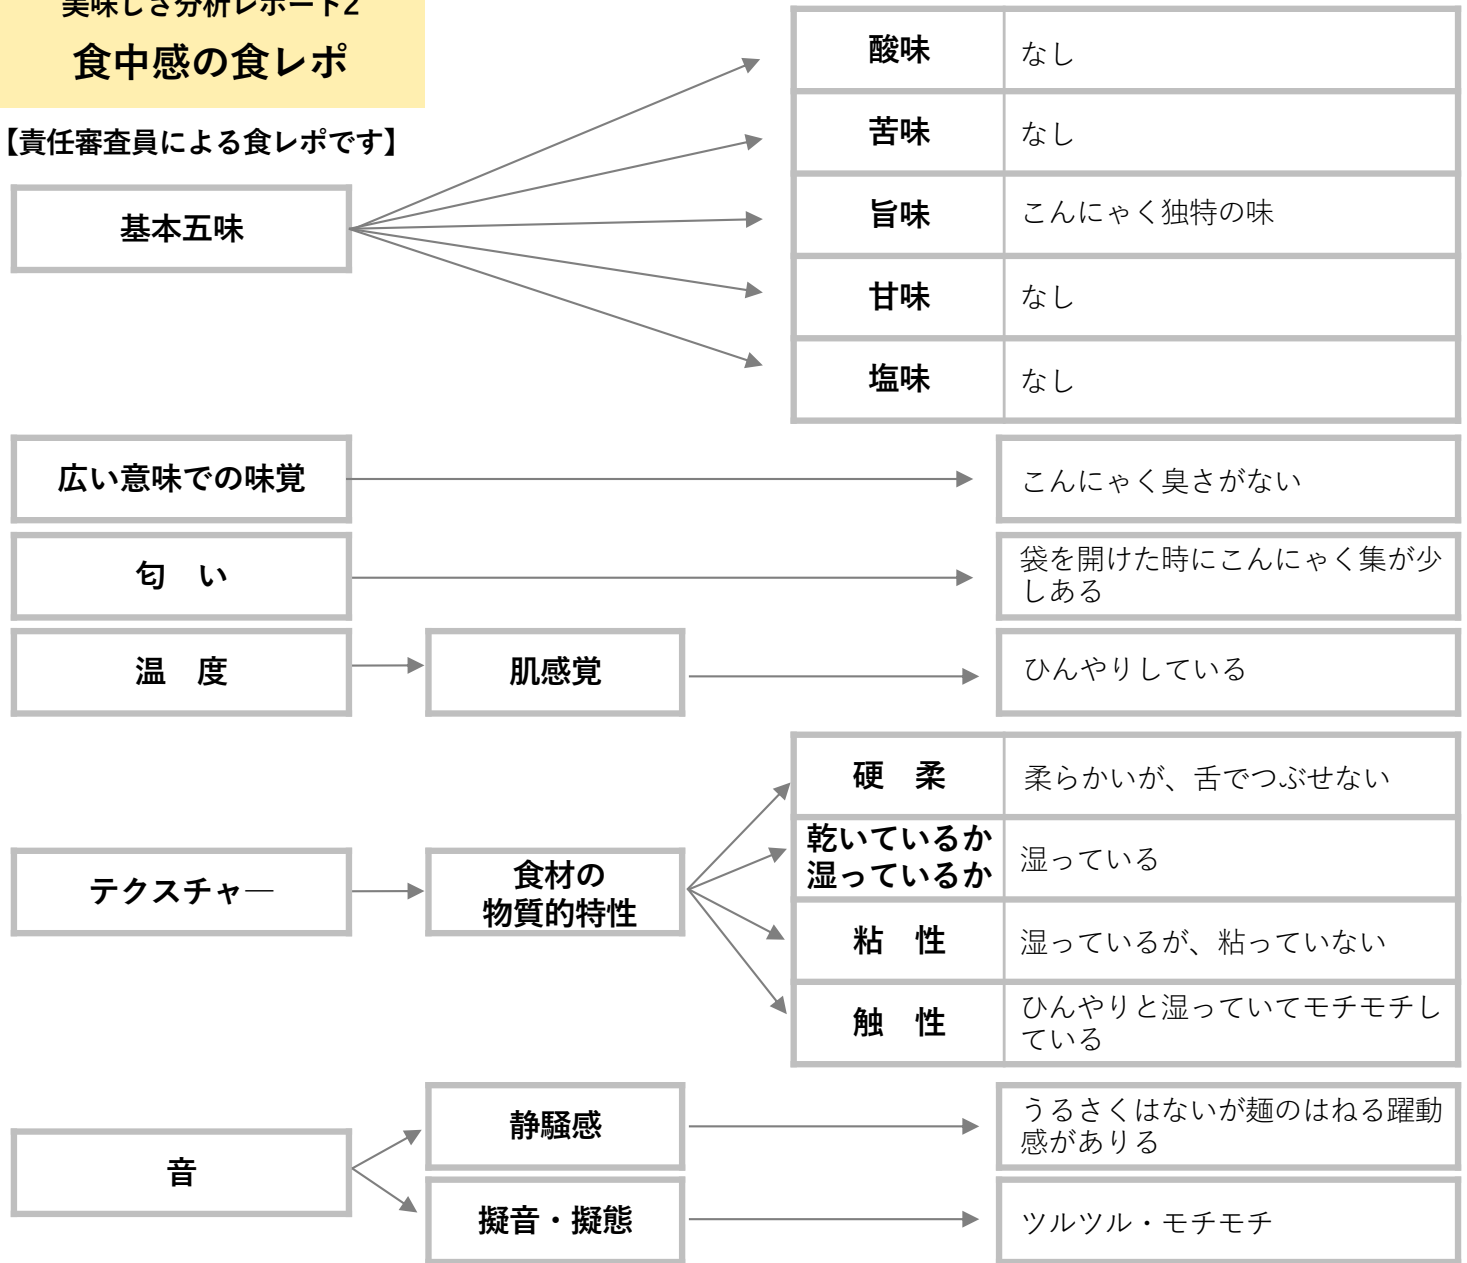 美味しさ分析レポート2
食中感の食レポ
【責任審査員による食レポです】
基本五味
酸味 なし
苦味 なし
旨味 こんにゃく独特の味
甘味 なし
塩味 なし
広い意味での味覚
こんにゃく臭さがない
匂　い
袋を開けた時にこんにゃく集が少
しある
温　度
肌感覚
ひんやりしている
テクスチャ―
食材の
物質的特性
硬　柔 柔らかいが、舌でつぶせない
乾いているか
湿っているか
湿っている
粘　性 湿っているが、粘っていない
触　性
ひんやりと湿っていてモチモチし
ている
音
静騒感
うるさくはないが麺のはねる躍動
感がありる
擬音・擬態
ツルツル・モチモチ